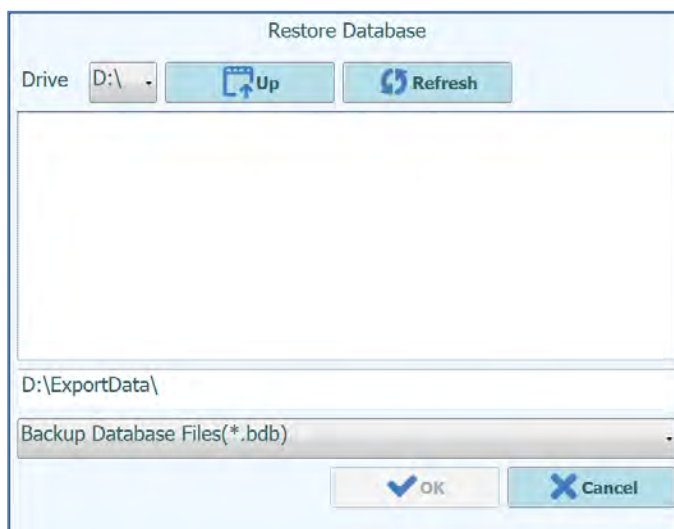 Restore Database
Drive D:\ Up Refresh
D:\ExportData\
Backup Database Files(*.bdb)
OK Cancel